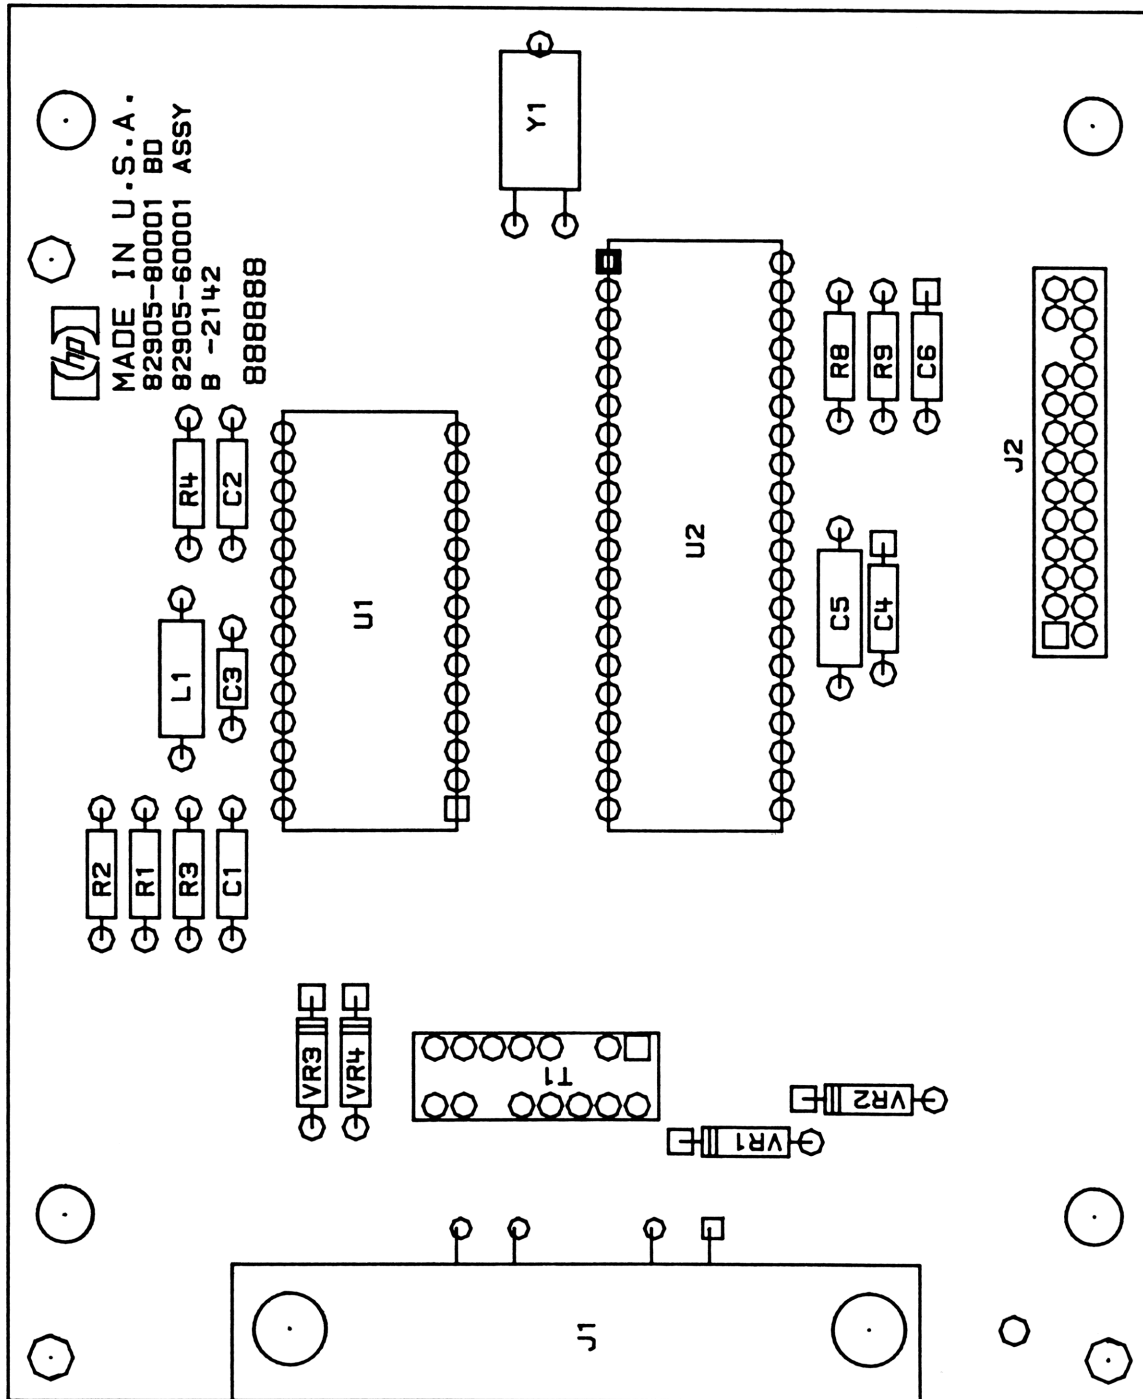 hp
MADE IN U.S.A.
82905-80001 BD
82905-60001 ASSY
B -2142
888888
Y1
R4
C2
L1
C3
U1
U2
R8
R9
C6
C5
C4
J2
R2
R1
R3
C1
VR3
VR4
T1
VR1
VR2
J1